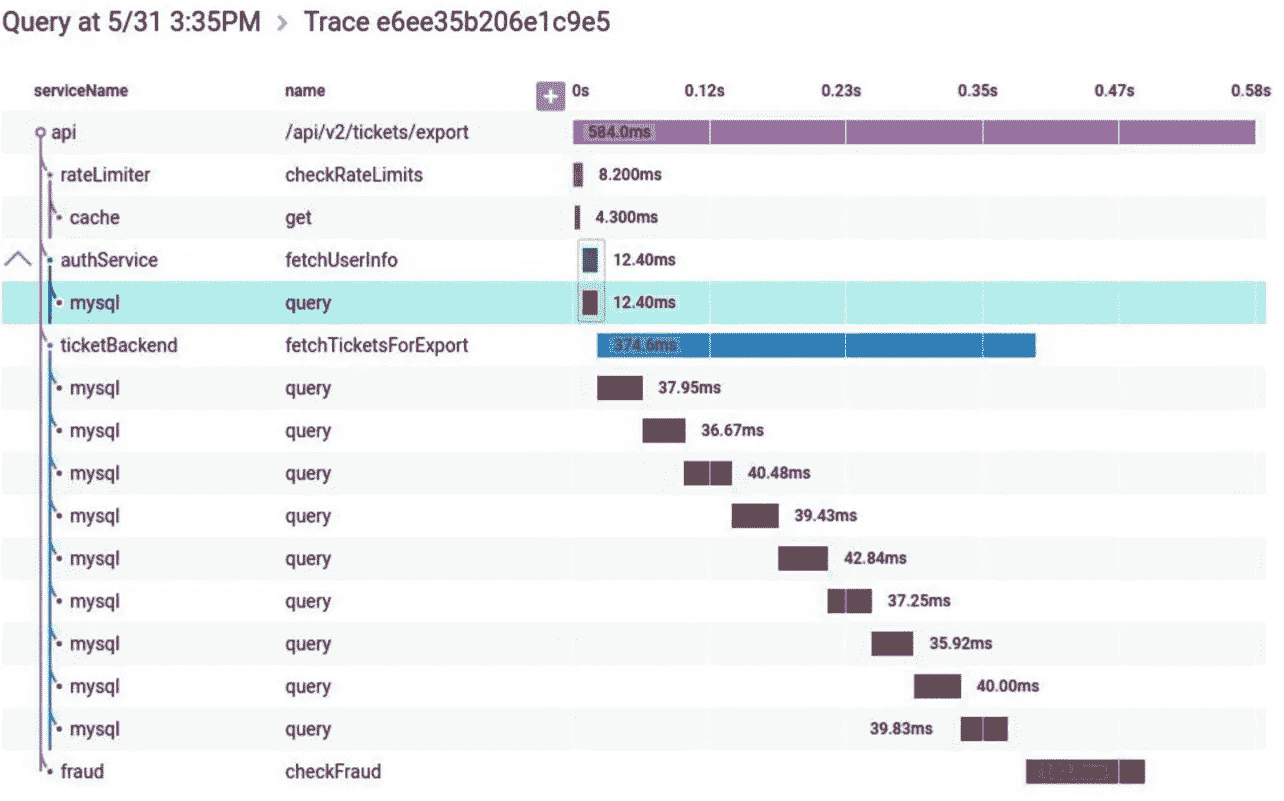 Query at 5/31 3:35PM > Trace e6ee35b206e1c9e5
serviceName name + 0s 0.12s 0.23s 0.35s 0.47s 0.58s
api /api/v2/tickets/export 584.0ms
rateLimiter checkRateLimits 8.200ms
cache get 4.300ms
authService fetchUserInfo 12.40ms
mysql query 12.40ms
ticketBackend fetchTicketsForExport 374.6ms
mysql query 37.95ms
mysql query 36.67ms
mysql query 40.48ms
mysql query 39.43ms
mysql query 42.84ms
mysql query 37.25ms
mysql query 35.92ms
mysql query 40.00ms
mysql query 39.83ms
fraud checkFraud